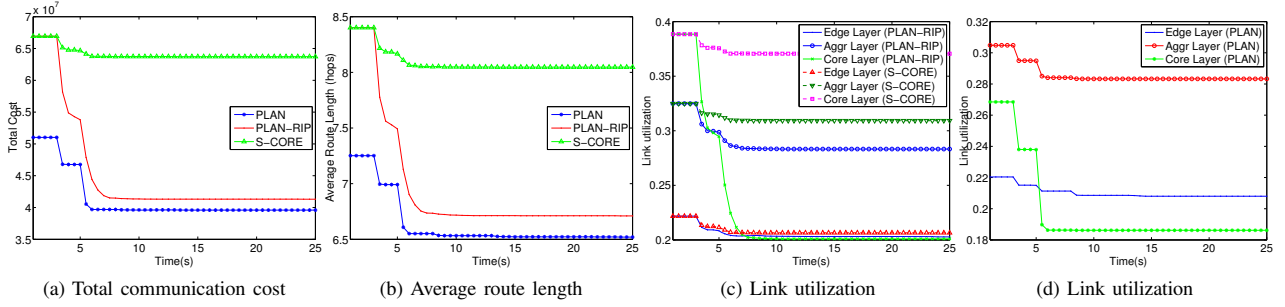 7 x 10^7
6.5
6
5.5
5
4.5
4
3.5
Total Cost
5 10 15 20 25
Time(s)
PLAN
PLAN-RIP
S-CORE
(a) Total communication cost
8.5
8
7.5
7
6.5
Average Route Length (hops)
5 10 15 20 25
Time(s)
PLAN
PLAN-RIP
S-CORE
(b) Average route length
0.4
0.35
0.3
0.25
0.2
Link utilization
5 10 15 20 25
Time(s)
Edge Layer (PLAN-RIP)
Aggr Layer (PLAN-RIP)
Core Layer (PLAN-RIP)
Edge Layer (S-CORE)
Aggr Layer (S-CORE)
Core Layer (S-CORE)
(c) Link utilization
0.32
0.3
0.28
0.26
0.24
0.22
0.2
0.18
Link utilization
5 10 15 20 25
Time(s)
Edge Layer (PLAN)
Aggr Layer (PLAN)
Core Layer (PLAN)
(d) Link utilization